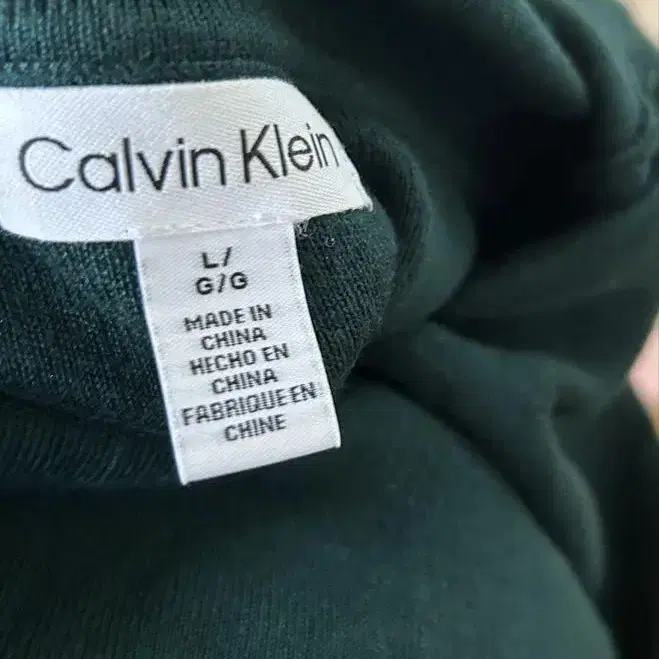 Calvin Klein
L/
G/G
MADE IN
CHINA
HECHO EN
CHINA
FABRIQUE EN
CHINE